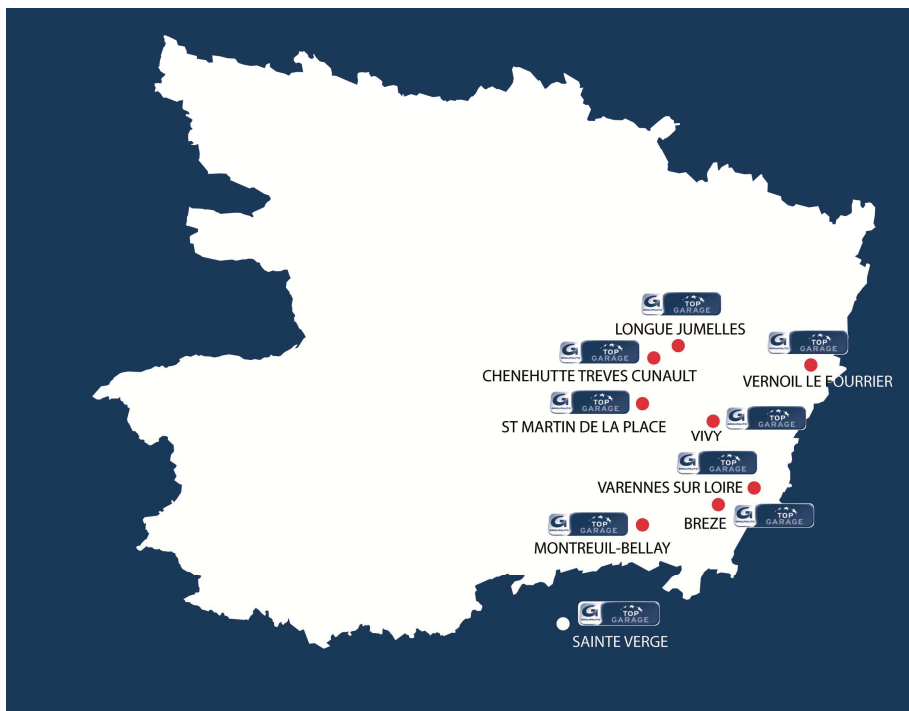 G TOP GARAGE
LONGUE JUMELLES
G TOP GARAGE
CHENEHUTTE TREVES CUNAULT
G TOP GARAGE
VERNOIL LE FOURRIER
G TOP GARAGE
ST MARTIN DE LA PLACE
G TOP GARAGE
VIVY
G TOP GARAGE
VARENNES SUR LOIRE
G TOP GARAGE
BREZE
G TOP GARAGE
MONTREUIL-BELLAY
G TOP GARAGE
SAINTE VERGE